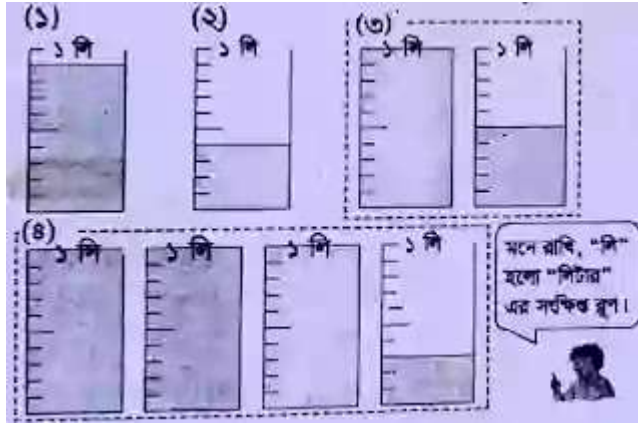 (১)
(২)
(৩)
১ লি
১ লি
১ লি
১ লি
(৪)
১ লি
১ লি
১ লি
১ লি
মনে রাখি, “লি”
হলো “লিটার”
এর সংক্ষিপ্ত রূপ।